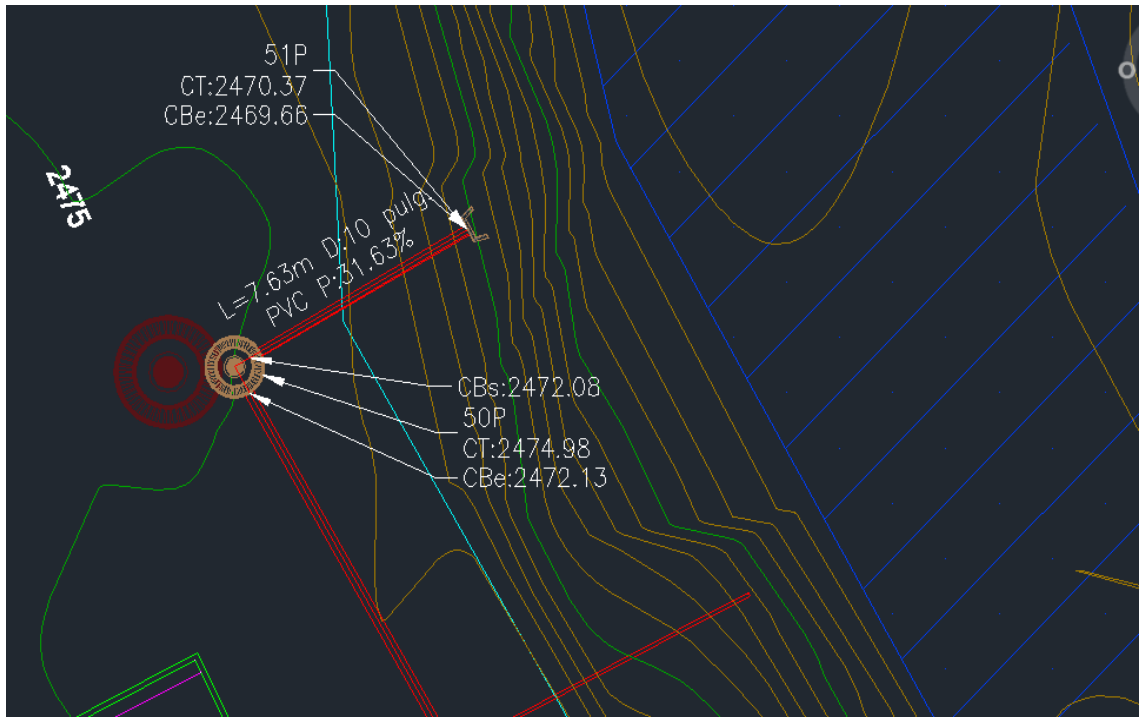 51P
CT:2470.37
CBe:2469.66
2475
L=7.63m D:10 pulg.
PVC P:31.63%
CBs:2472.08
50P
CT:2474.98
CBe:2472.13